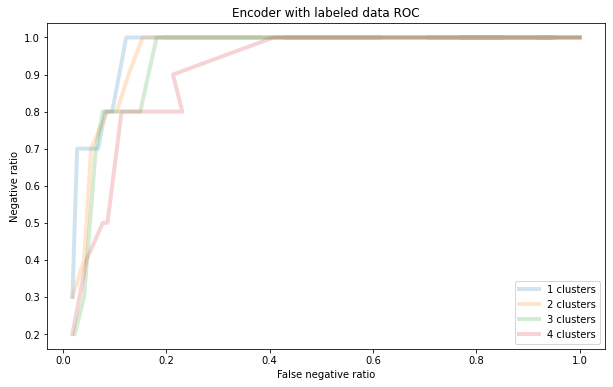 Encoder with labeled data ROC
Negative ratio
1.0
0.9
0.8
0.7
0.6
0.5
0.4
0.3
0.2
0.0
0.2
0.4
0.6
0.8
1.0
False negative ratio
1 clusters
2 clusters
3 clusters
4 clusters